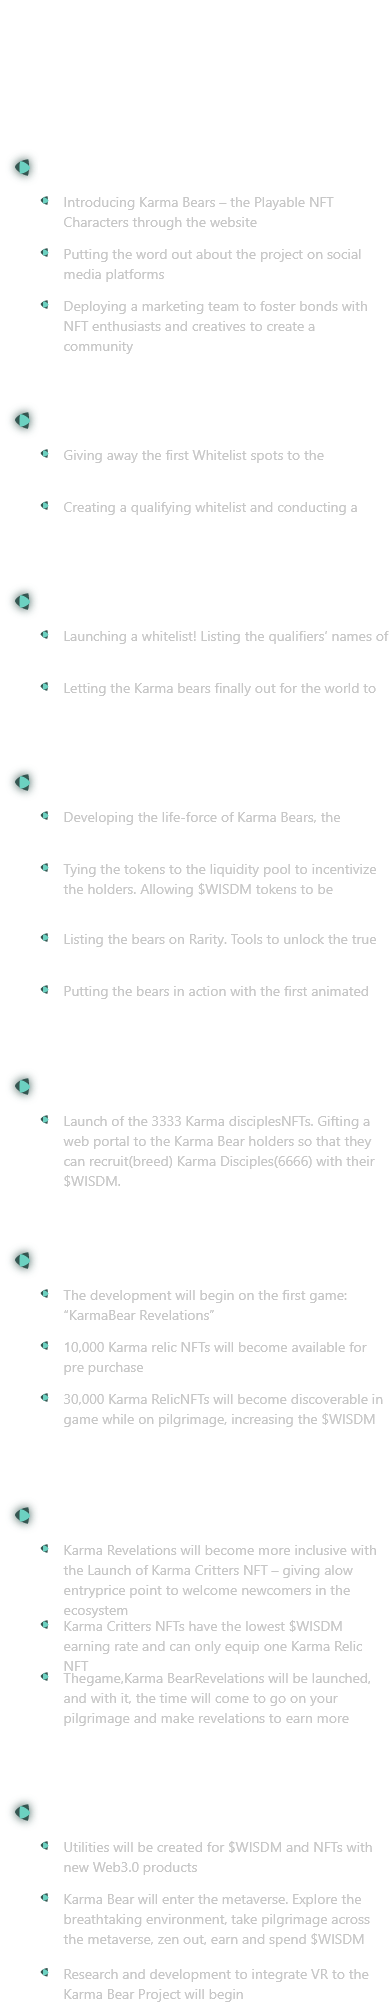 Introducing Karma Bears – the Playable NFT
Characters through the website
Putting the word out about the project on social
media platforms
Deploying a marketing team to foster bonds with
NFT enthusiasts and creatives to create a
community
Giving away the first Whitelist spots to the
Creating a qualifying whitelist and conducting a
Launching a whitelist! Listing the qualifiers' names of
Letting the Karma bears finally out for the world to
Developing the life-force of Karma Bears, the
Tying the tokens to the liquidity pool to incentivize
the holders. Allowing $WISDM tokens to be
Listing the bears on Rarity. Tools to unlock the true
Putting the bears in action with the first animated
Launch of the 3333 Karma disciplesNFTs. Gifting a
web portal to the Karma Bear holders so that they
can recruit(breed) Karma Disciples(6666) with their
$WISDM.
The development will begin on the first game:
“KarmaBear Revelations”
10,000 Karma relic NFTs will become available for
pre purchase
30,000 Karma RelicNFTs will become discoverable in
game while on pilgrimage, increasing the $WISDM
Karma Revelations will become more inclusive with
the Launch of Karma Critters NFT – giving alow
entryprice point to welcome newcomers in the
ecosystem
Karma Critters NFTs have the lowest $WISDM
earning rate and can only equip one Karma Relic
NFT
Thegame,Karma BearRevelations will be launched,
and with it, the time will come to go on your
pilgrimage and make revelations to earn more
Utilities will be created for $WISDM and NFTs with
new Web3.0 products
Karma Bear will enter the metaverse. Explore the
breathtaking environment, take pilgrimage across
the metaverse, zen out, earn and spend $WISDM
Research and development to integrate VR to the
Karma Bear Project will begin